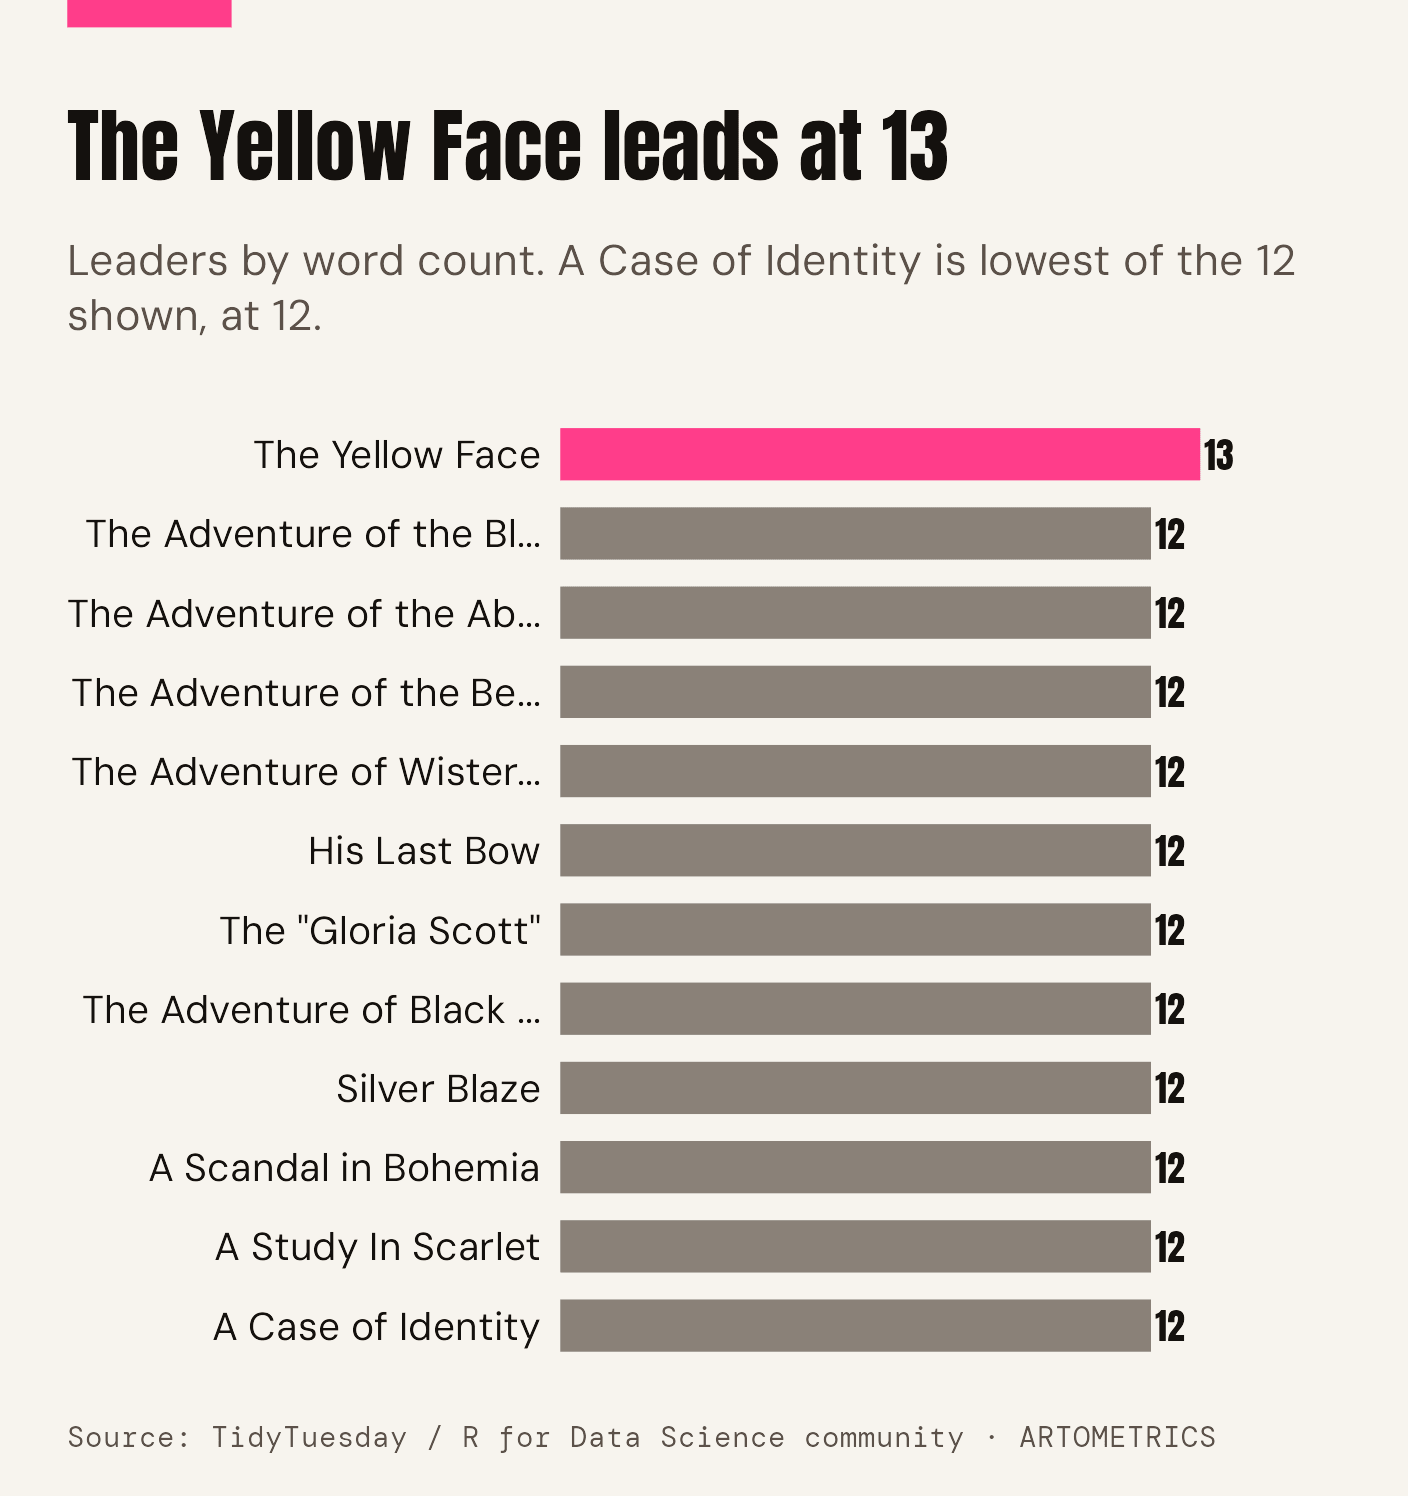 The Yellow Face leads at 13
Leaders by word count. A Case of Identity is lowest of the 12
shown, at 12.
The Yellow Face 13
The Adventure of the Bl... 12
The Adventure of the Ab... 12
The Adventure of the Be... 12
The Adventure of Wister... 12
His Last Bow 12
The "Gloria Scott" 12
The Adventure of Black ... 12
Silver Blaze 12
A Scandal in Bohemia 12
A Study In Scarlet 12
A Case of Identity 12
Source: TidyTuesday / R for Data Science community · ARTOMETRICS